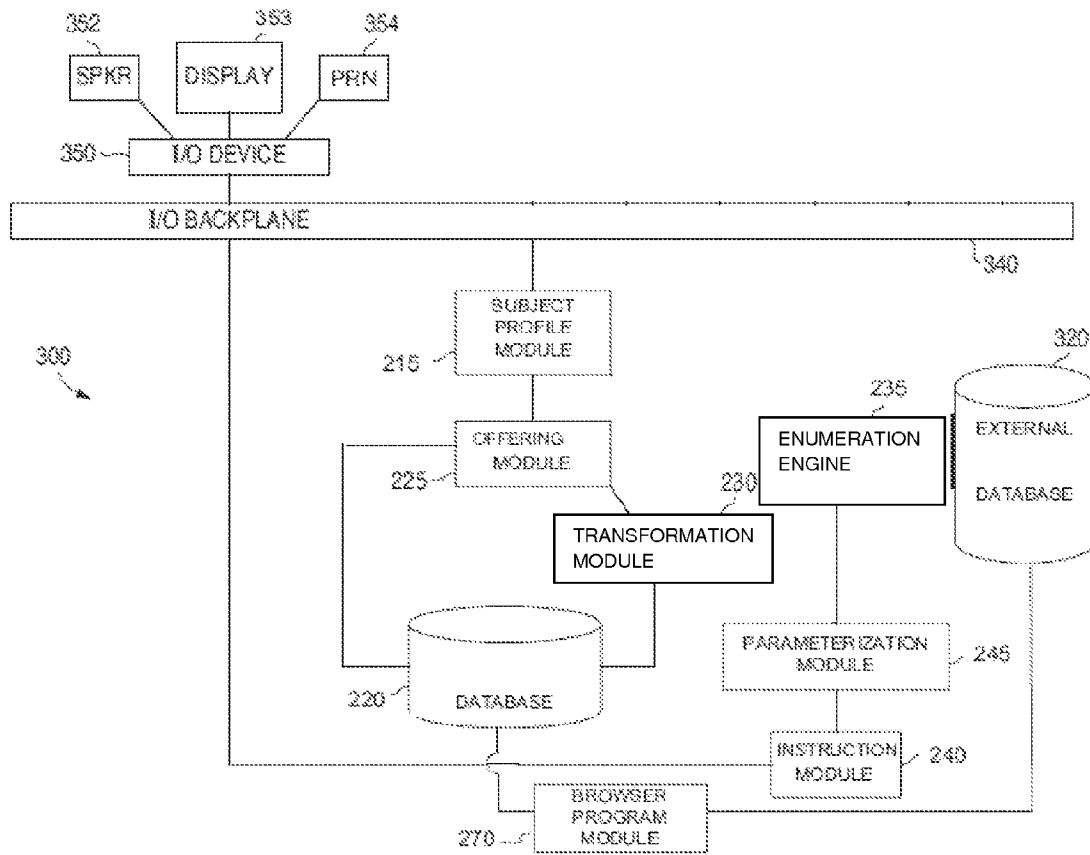 352
353
354
SPKR
DISPLAY
PRN
350
I/O DEVICE
I/O BACKPLANE
340
SUBJECT
PROFILE
MODULE
215
300
320
OFFERING
MODULE
225
235
ENUMERATION
ENGINE
EXTERNAL
DATABASE
230
TRANSFORMATION
MODULE
220
DATABASE
PARAMETERIZATION
MODULE
245
INSTRUCTION
MODULE
240
BROWSER
PROGRAM
MODULE
270